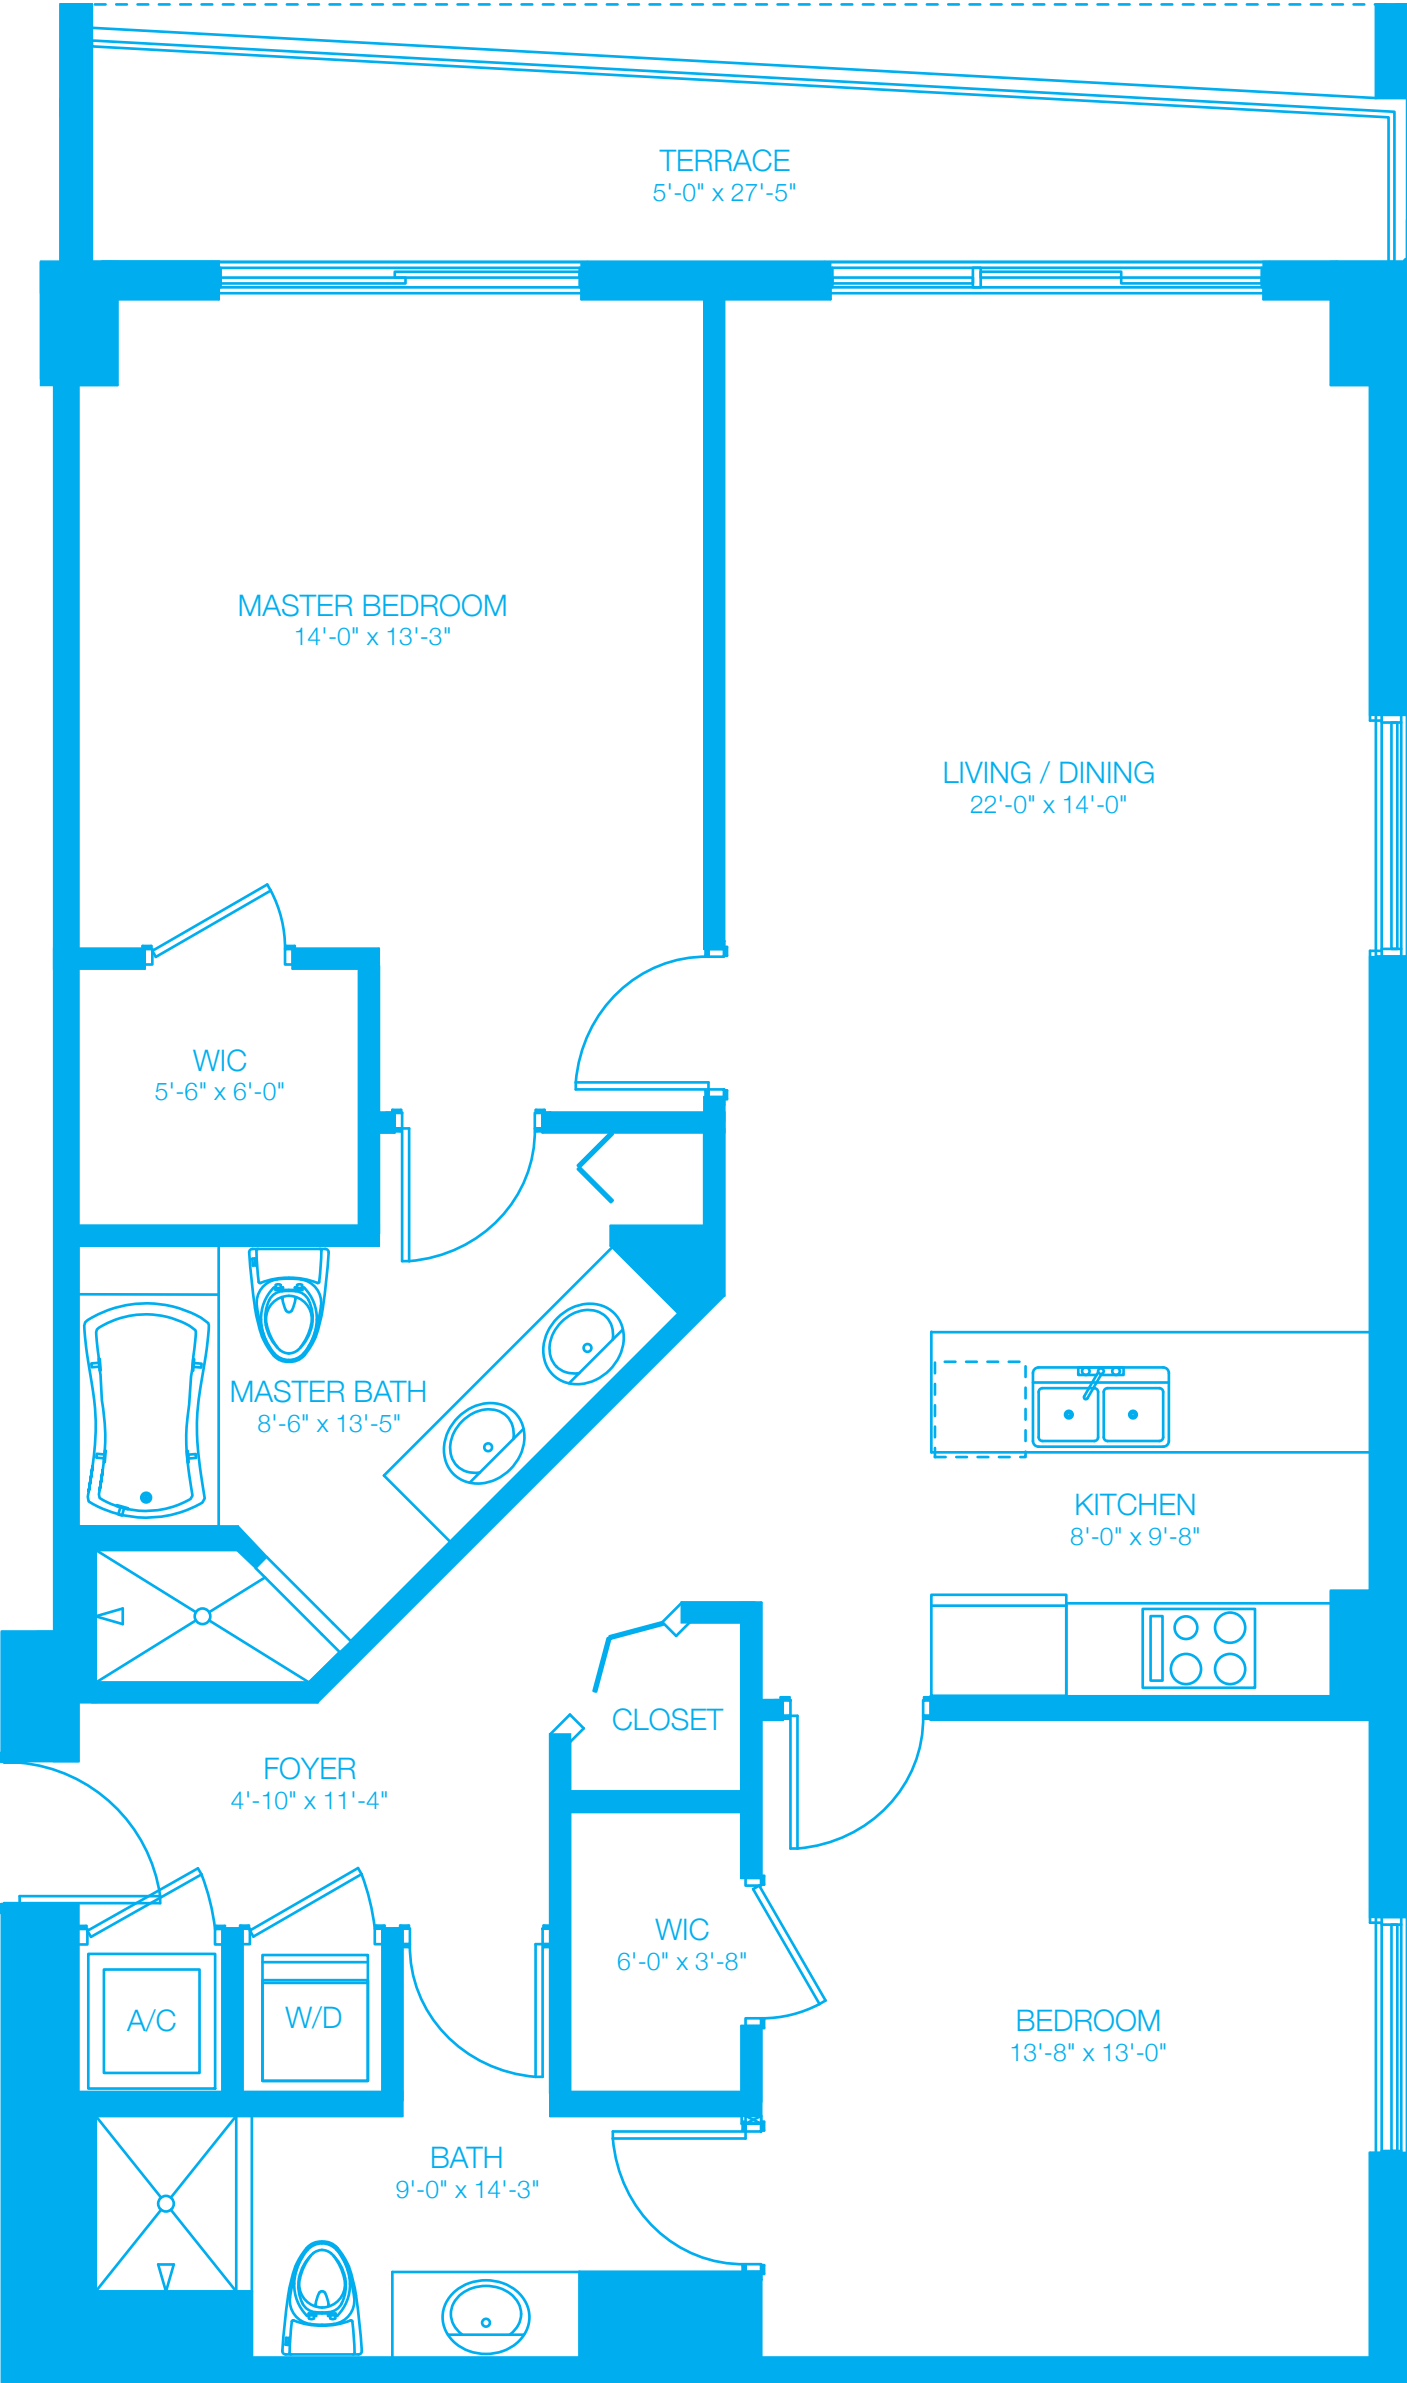 TERRACE
5'-0" x 27'-5"
MASTER BEDROOM
14'-0" x 13'-3"
LIVING / DINING
22'-0" x 14'-0"
WIC
5'-6" x 6'-0"
MASTER BATH
8'-6" x 13'-5"
KITCHEN
8'-0" x 9'-8"
CLOSET
FOYER
4'-10" x 11'-4"
WIC
6'-0" x 3'-8"
A/C
W/D
BEDROOM
13'-8" x 13'-0"
BATH
9'-0" x 14'-3"